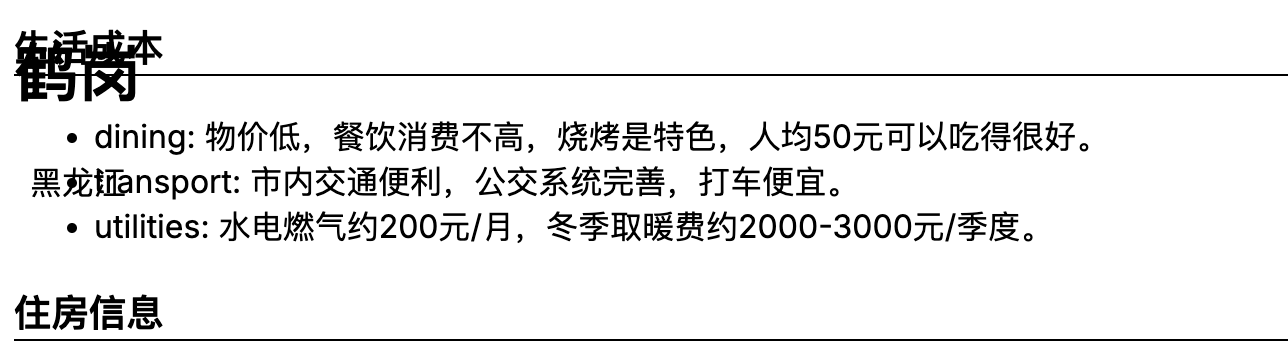 生活成本
鹤岗
dining: 物价低，餐饮消费不高，烧烤是特色，人均50元可以吃得很好。
黑龙江
transport: 市内交通便利，公交系统完善，打车便宜。
utilities: 水电燃气约200元/月，冬季取暖费约2000-3000元/季度。
住房信息